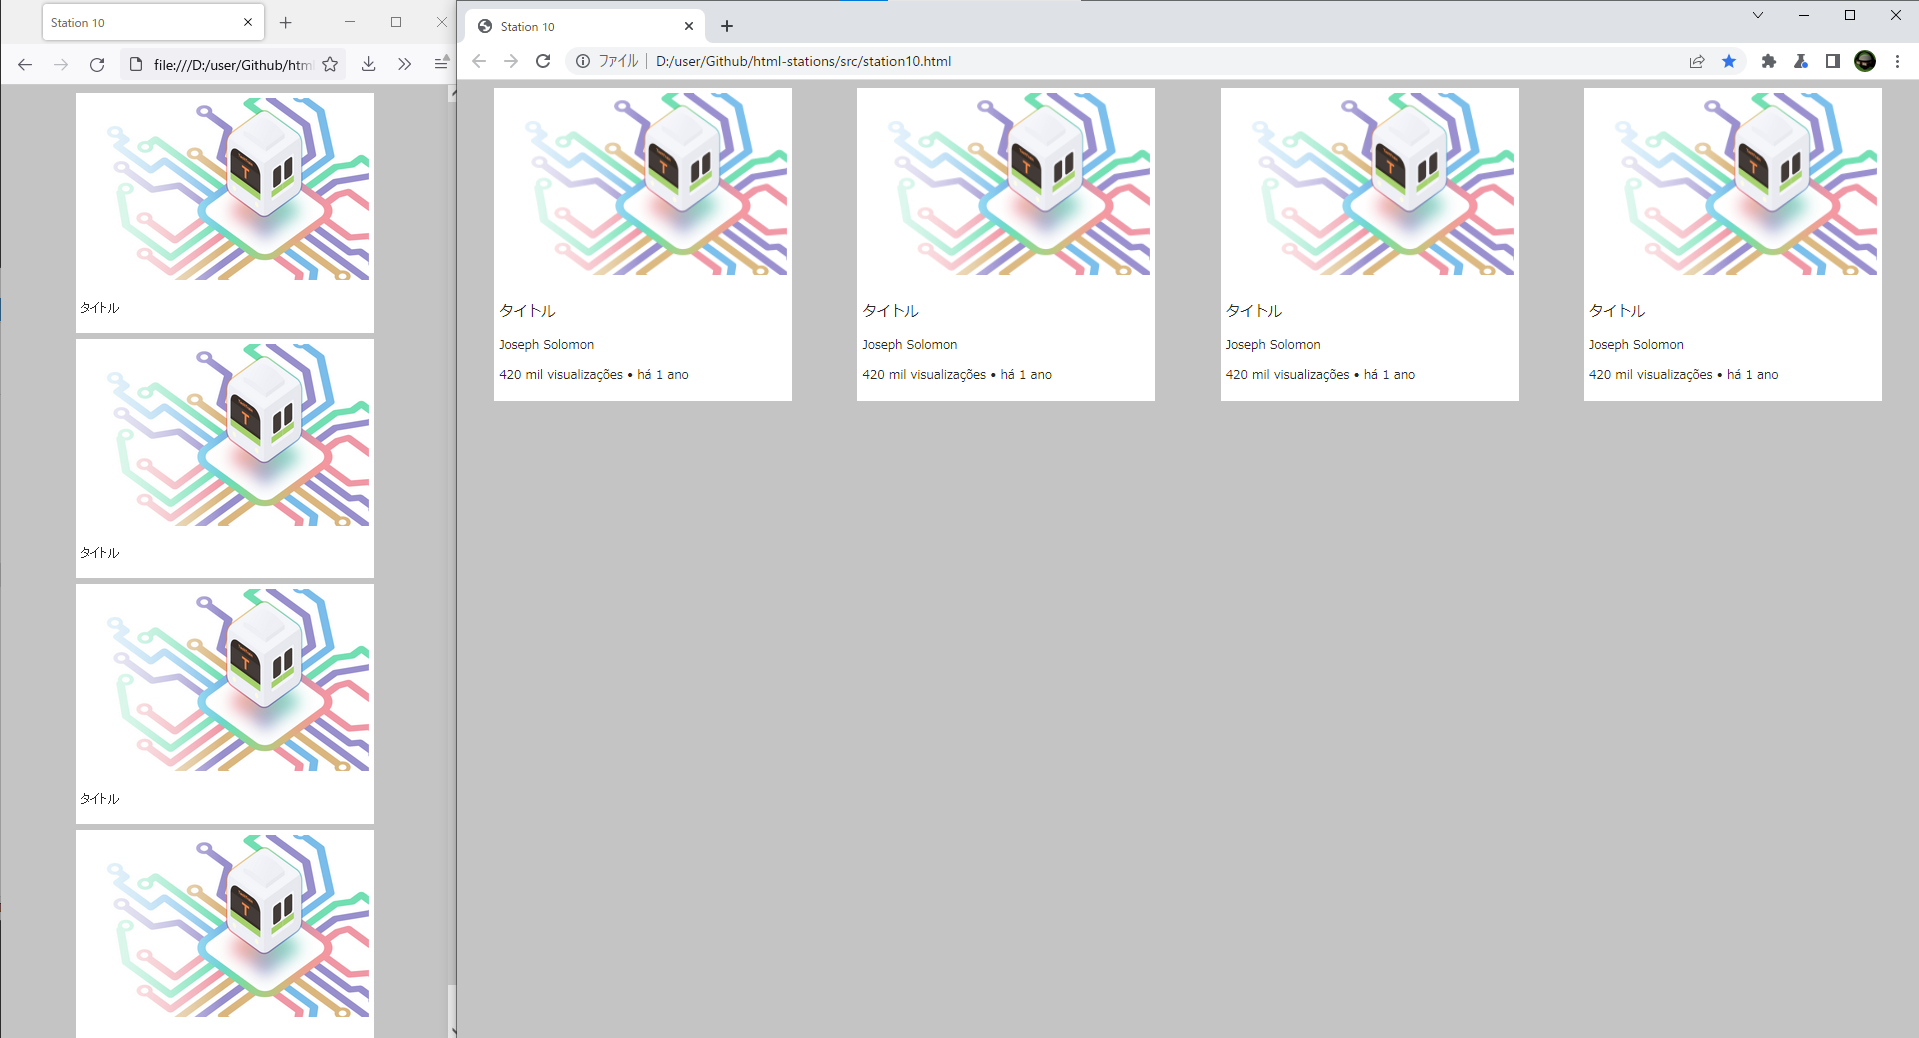 Station 10
file:///D:/user/Github/html
タイトル
タイトル
タイトル
Station 10
ファイル
D:/user/Github/html-stations/src/station10.html
タイトル
Joseph Solomon
420 mil visualizações • há 1 ano
タイトル
Joseph Solomon
420 mil visualizações • há 1 ano
タイトル
Joseph Solomon
420 mil visualizações • há 1 ano
タイトル
Joseph Solomon
420 mil visualizações • há 1 ano